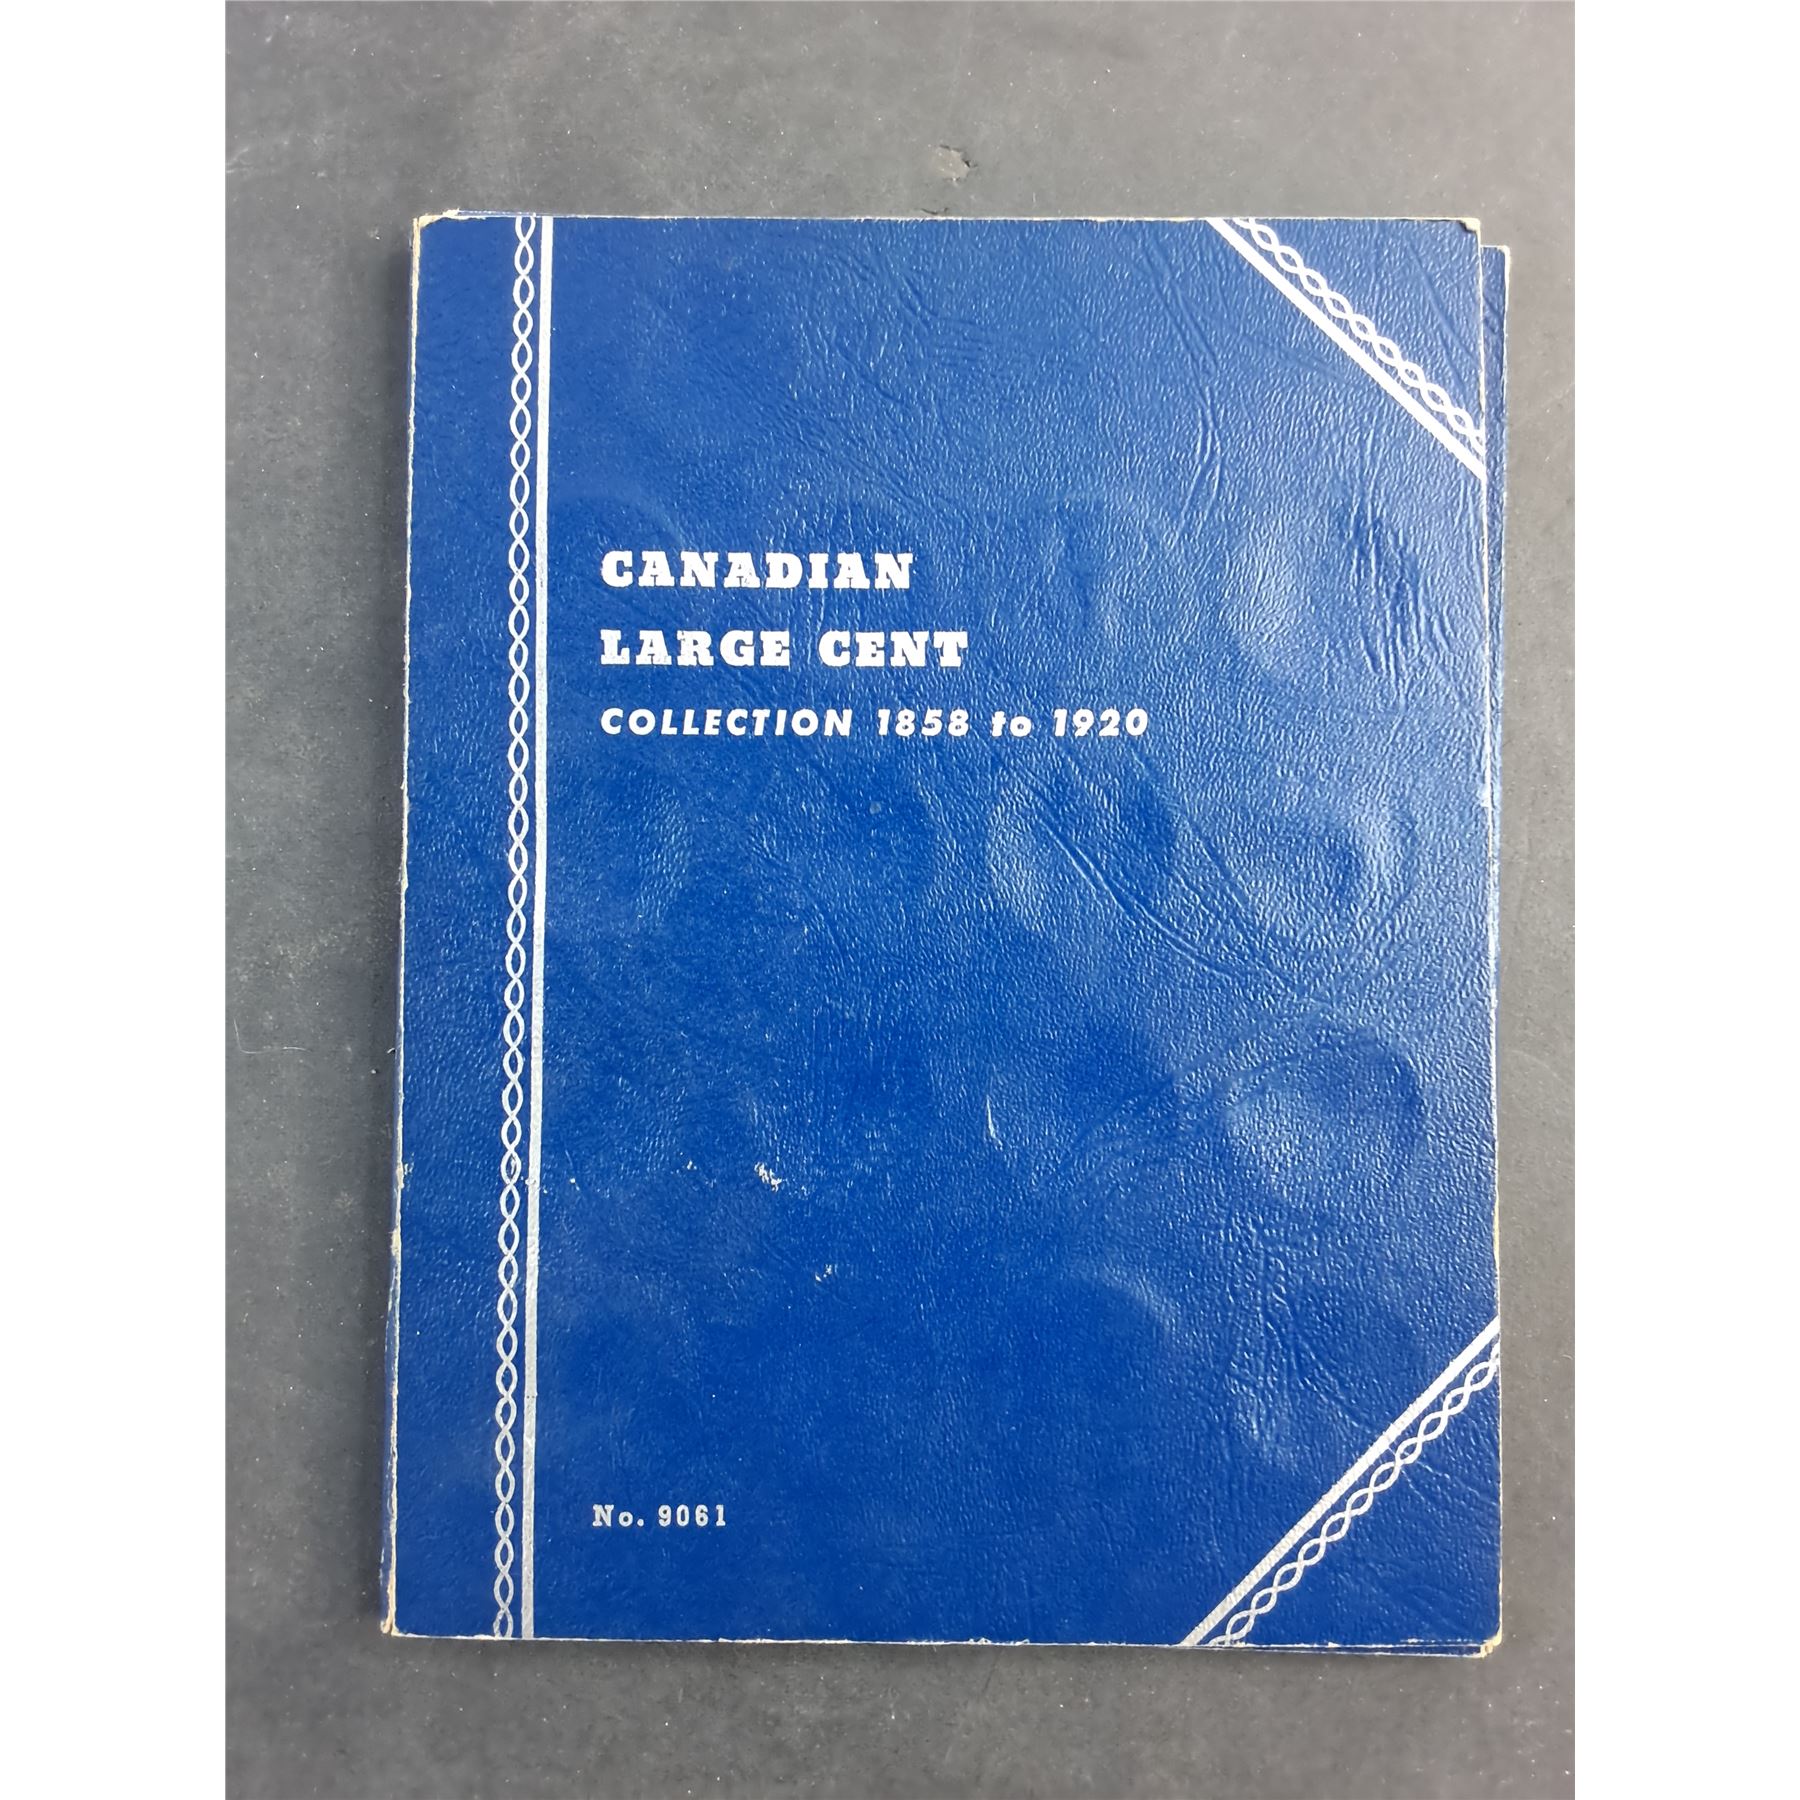 CANADIAN
LARGE CENT
COLLECTION 1858 to 1920
No. 9061